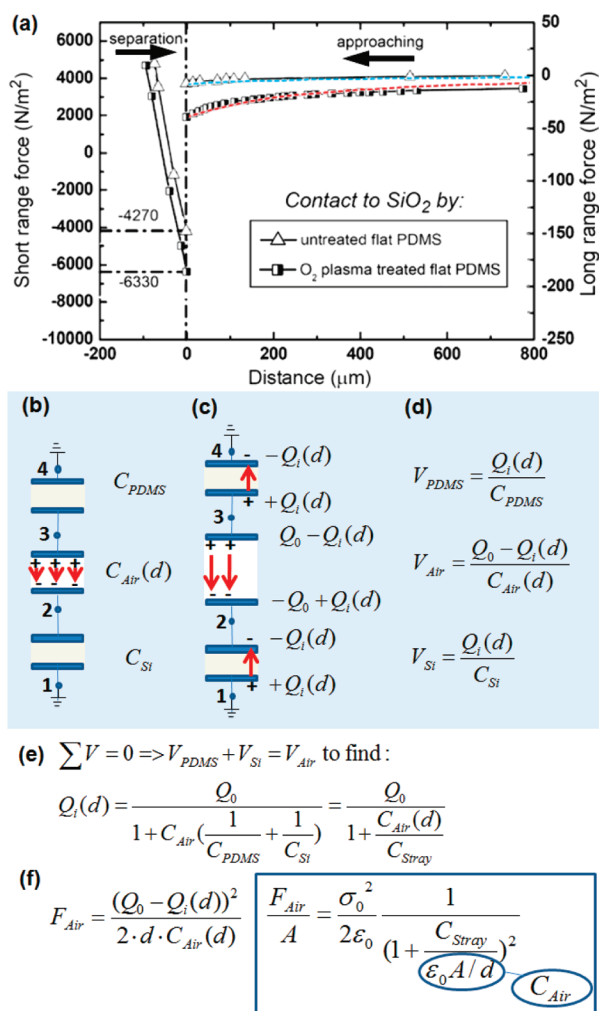 (a)
separation
approaching
Short range force (N/m²)
6000
4000
2000
0
-2000
-4000
-6000
-8000
-10000
-4270
-6330
50
0
-50
-100
-150
-200
-250
Long range force (N/m²)
Contact to SiO₂ by:
untreated flat PDMS
O₂ plasma treated flat PDMS
-200 0 200 400 600 800
Distance (μm)
(b) (c) (d)
4
C_PDMS
3
+ + +
C_Air(d)
- - -
2
C_Si
1
4
- −Q_i(d)
+ +Q_i(d)
3
Q_0 − Q_i(d)
+ +
- -
−Q_0 + Q_i(d)
2
- −Q_i(d)
+ +Q_i(d)
1
V_PDMS = Q_i(d) / C_PDMS
V_Air = (Q_0 − Q_i(d)) / C_Air(d)
V_Si = Q_i(d) / C_Si
(e) ∑V = 0 => V_PDMS + V_Si = V_Air to find :
Q_i(d) = Q_0 / (1 + C_Air(1/C_PDMS + 1/C_Si)) = Q_0 / (1 + C_Air(d)/C_Stray)
(f)
F_Air = (Q_0 − Q_i(d))² / (2·d·C_Air(d))
F_Air/A = σ_0²/2ε_0 1/(1 + C_Stray/(ε_0 A/d))²
C_Air